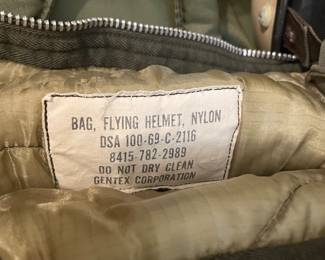 BAG, FLYING HELMET, NYLON
DSA 100-69-C-2116
8415-782-2989
DO NOT DRY CLEAN
GENTEX CORPORATION